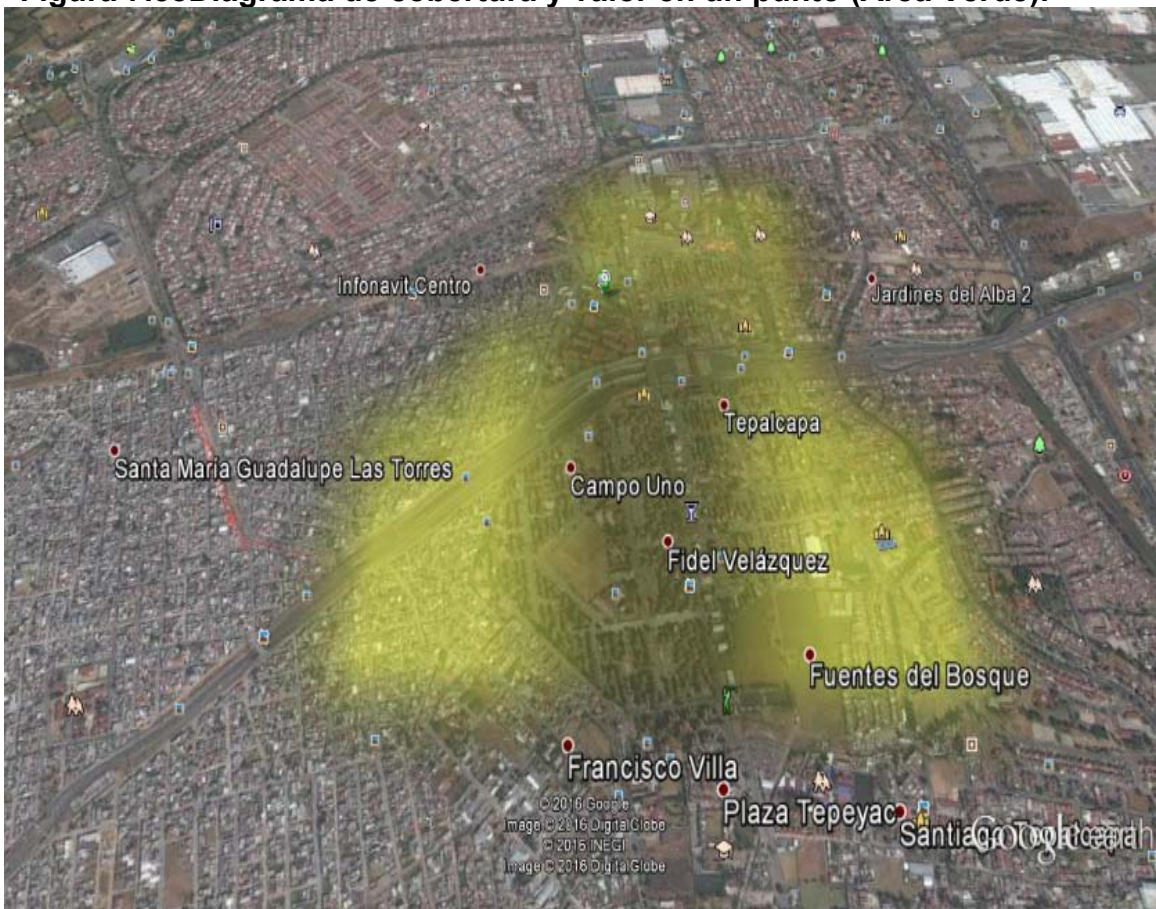 Infonavit Centro
Jardines del Alba 2
Tepalcapa
Santa Maria Guadalupe Las Torres
Campo Uno
Fidel Velázquez
Fuentes del Bosque
Francisco Villa
Plaza Tepeyac
Santiago
Google earth
© 2016 Google
Image © 2016 DigitalGlobe
© 2016 INEGI
Image © 2016 DigitalGlobe